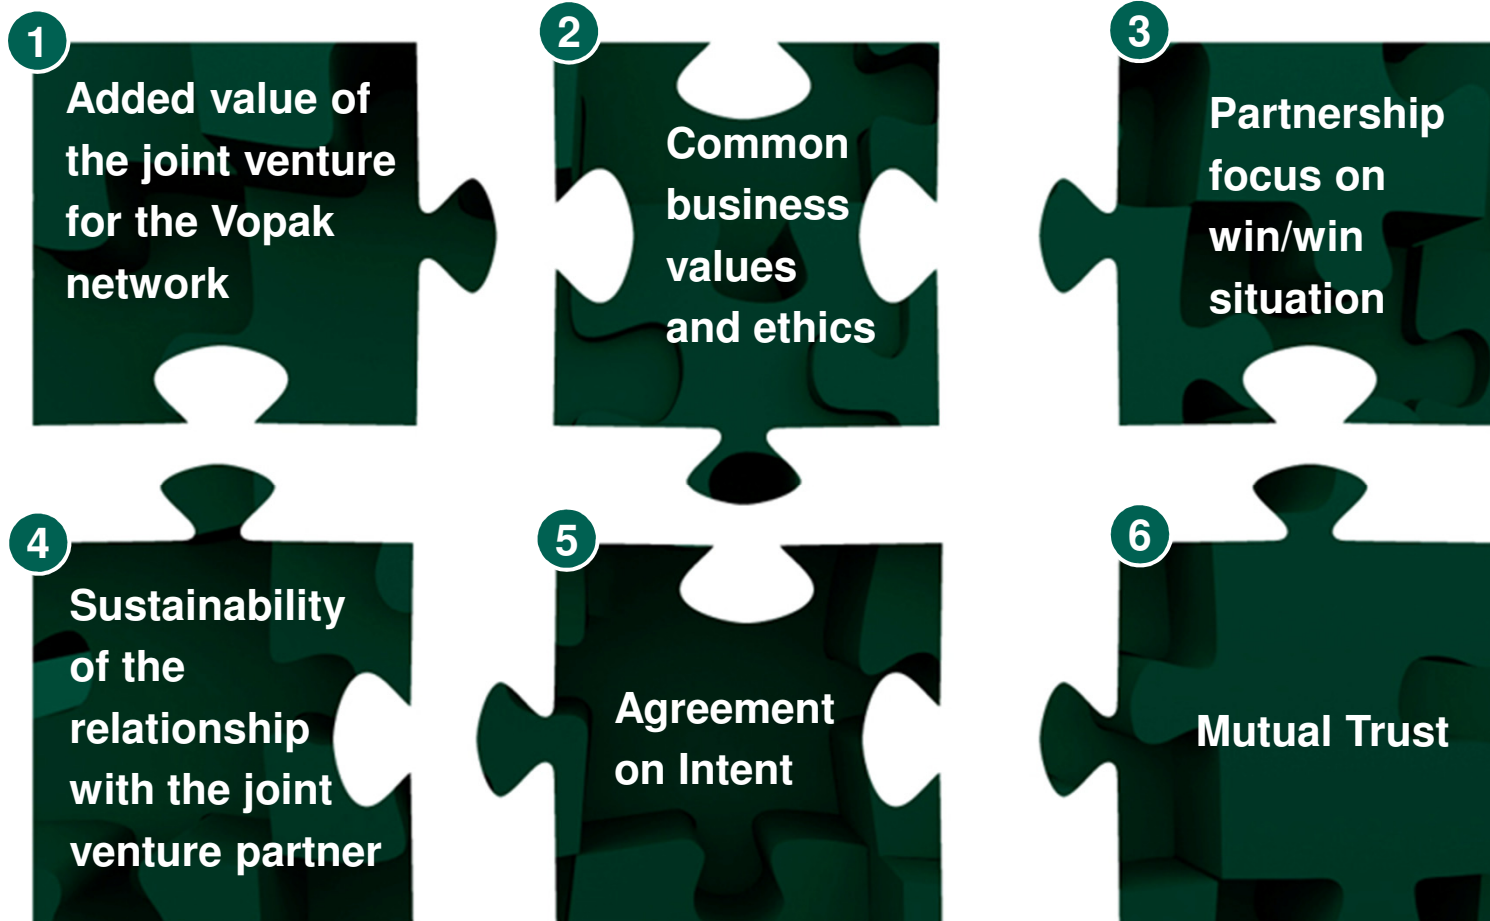 1
Added value of
the joint venture
for the Vopak
network
2
Common
business
values
and ethics
3
Partnership
focus on
win/win
situation
4
Sustainability
of the
relationship
with the joint
venture partner
5
Agreement
on Intent
6
Mutual Trust